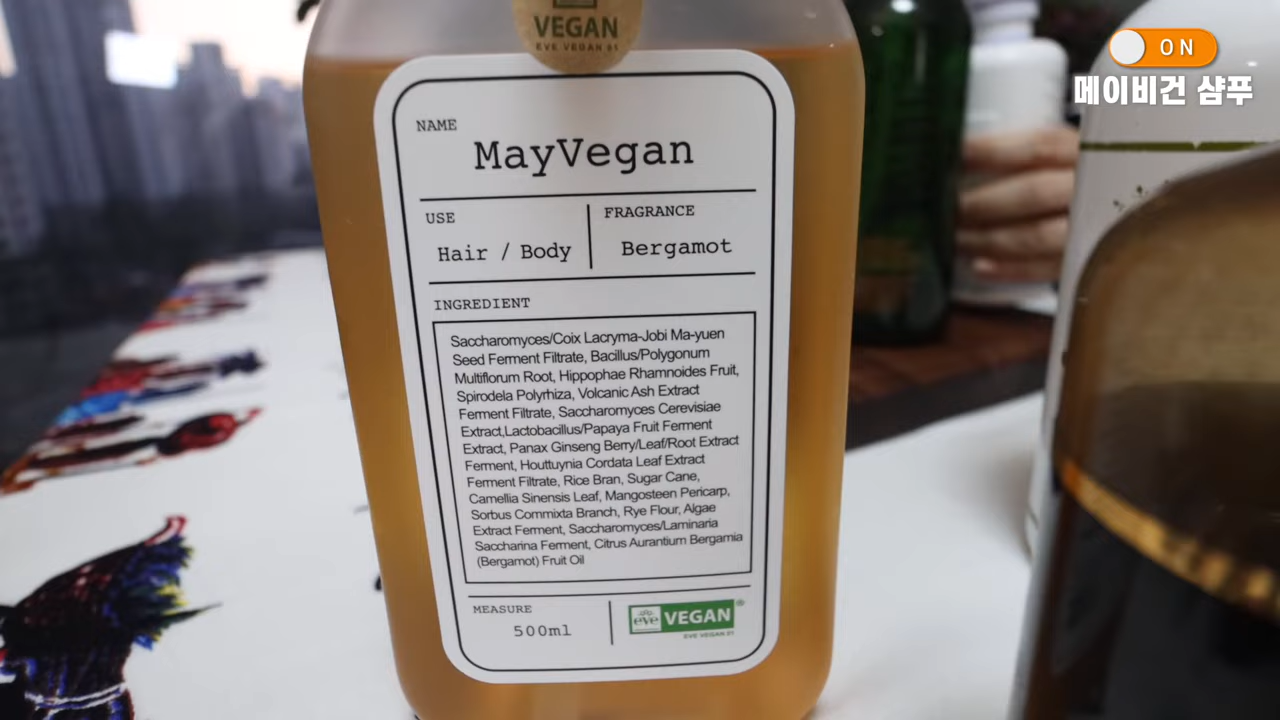 VEGAN
EVE VEGAN 01
ON
메이비건 샴푸
NAME
MayVegan
USE
Hair / Body
FRAGRANCE
Bergamot
INGREDIENT
Saccharomyces/Coix Lacryma-Jobi Ma-yuen
Seed Ferment Filtrate, Bacillus/Polygonum
Multiflorum Root, Hippophae Rhamnoides Fruit,
Spirodela Polyrhiza, Volcanic Ash Extract
Ferment Filtrate, Saccharomyces Cerevisiae
Extract,Lactobacillus/Papaya Fruit Ferment
Extract, Panax Ginseng Berry/Leaf/Root Extract
Ferment, Houttuynia Cordata Leaf Extract
Ferment Filtrate, Rice Bran, Sugar Cane,
Camellia Sinensis Leaf, Mangosteen Pericarp,
Sorbus Commixta Branch, Rye Flour, Algae
Extract Ferment, Saccharomyces/Laminaria
Saccharina Ferment, Citrus Aurantium Bergamia
(Bergamot) Fruit Oil
MEASURE
500ml
eve VEGAN®
EVE VEGAN 01